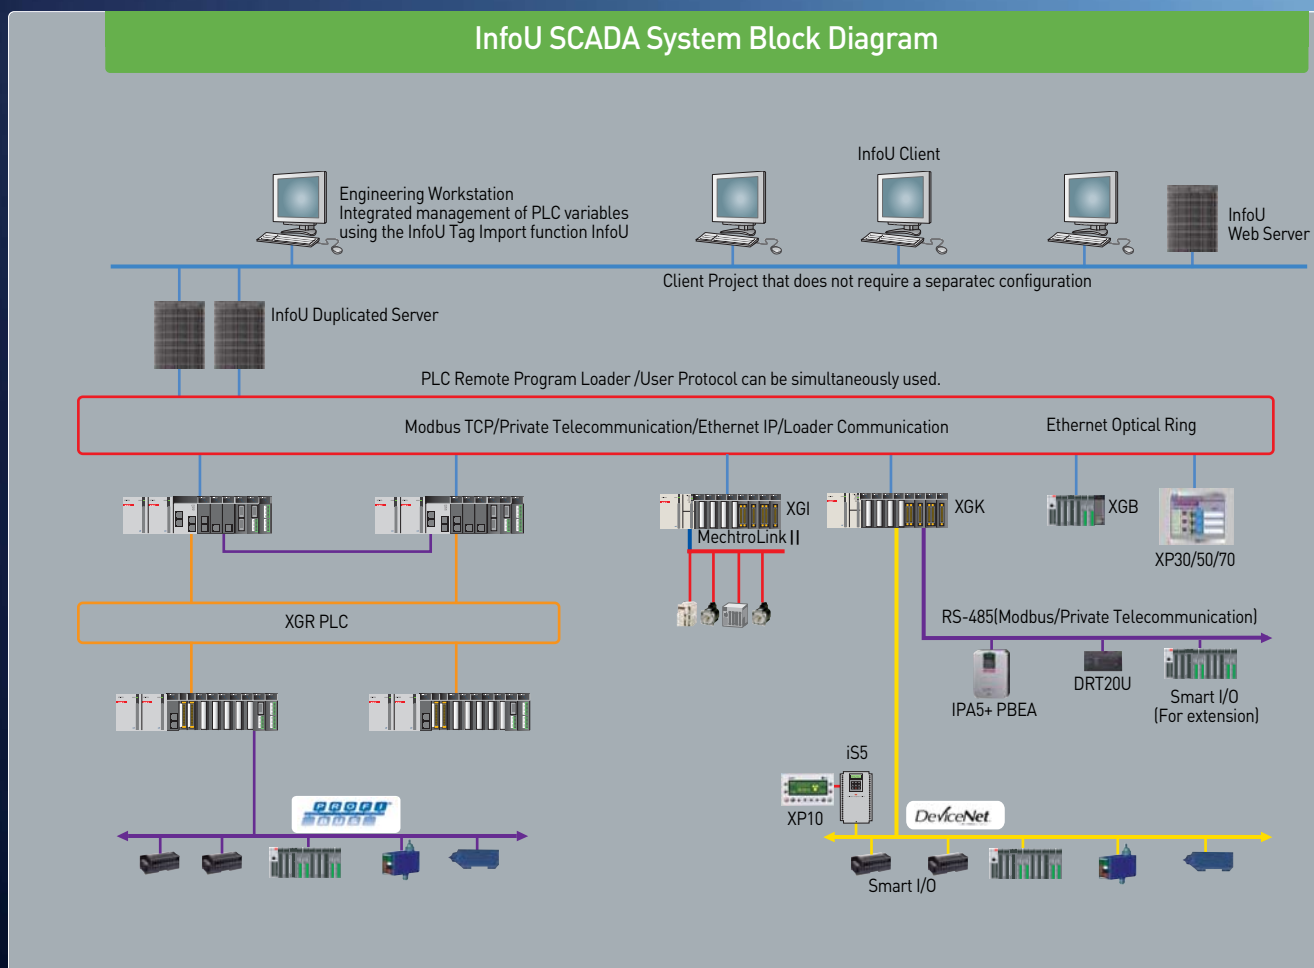 InfoU SCADA System Block Diagram
InfoU Client
Engineering Workstation
Integrated management of PLC variables
using the InfoU Tag Import function InfoU
InfoU
Web Server
Client Project that does not require a separatec configuration
InfoU Duplicated Server
PLC Remote Program Loader /User Protocol can be simultaneously used.
Modbus TCP/Private Telecommunication/Ethernet IP/Loader Communication
Ethernet Optical Ring
XGI
XGK
XGB
MechtroLink II
XP30/50/70
XGR PLC
RS-485(Modbus/Private Telecommunication)
IPA5+ PBEA
DRT20U
Smart I/O
(For extension)
iS5
XP10
PROFI
BUS
DeviceNet
Smart I/O